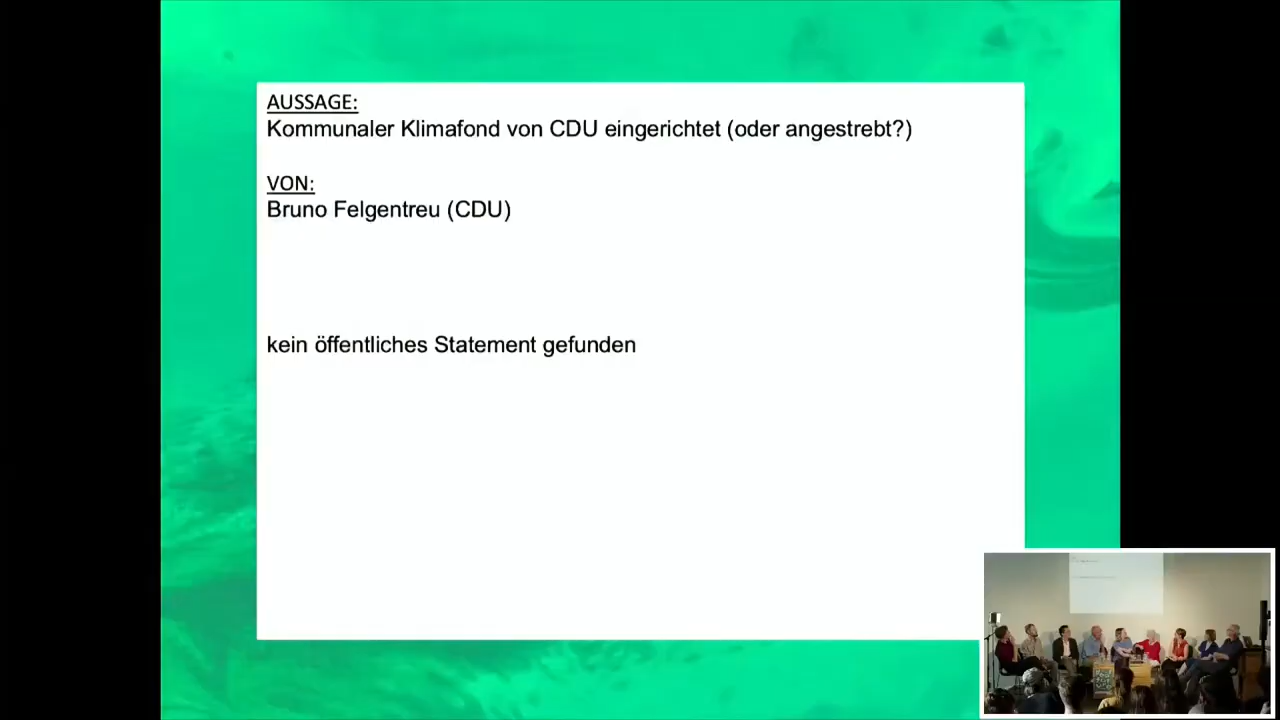 AUSSAGE:
Kommunaler Klimafond von CDU eingerichtet (oder angestrebt?)
VON:
Bruno Felgentreu (CDU)
kein öffentliches Statement gefunden